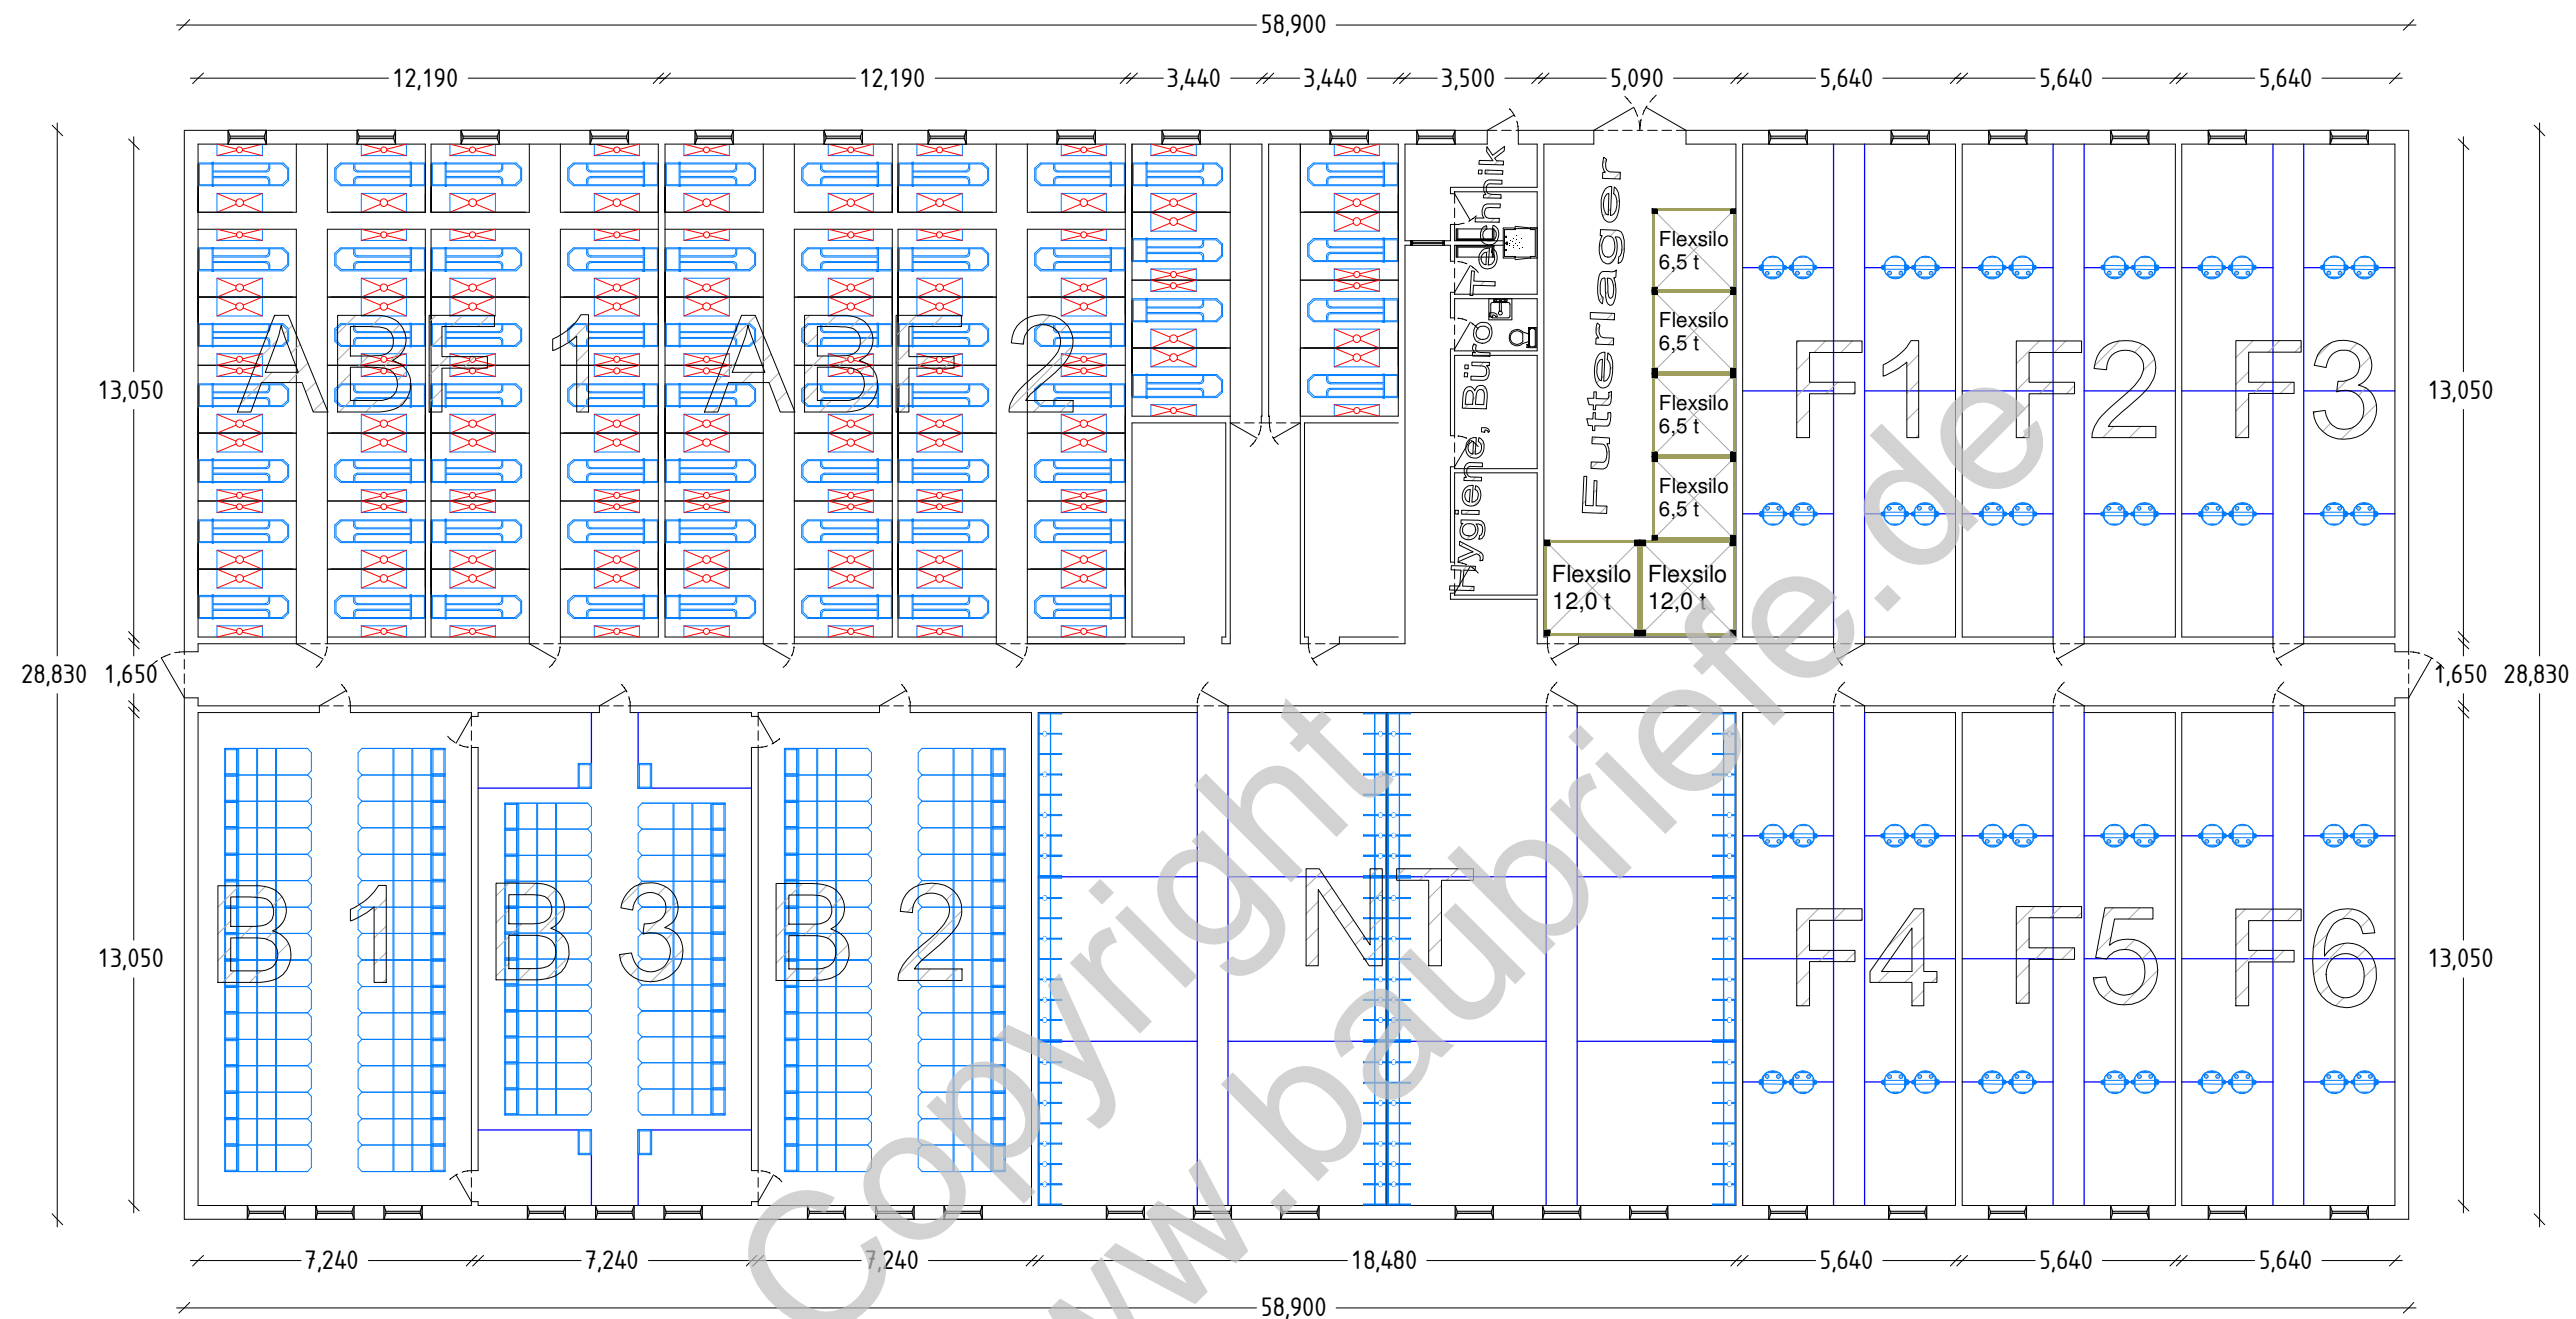 58,900
12,190 12,190 3,440 3,440 3,500 5,090 5,640 5,640 5,640
Hygiene, Büro Technik
Futterlager
Flexsilo
6,5 t
Flexsilo
6,5 t
Flexsilo
6,5 t
Flexsilo
6,5 t
Flexsilo
12,0 t
Flexsilo
12,0 t
ABF 1 ABF 2 F1 F2 F3
13,050 13,050
28,830 1,650 1,650 28,830
B 1 B 3 B 2 NT F4 F5 F6
13,050 13,050
7,240 7,240 7,240 18,480 5,640 5,640 5,640
58,900
Copyright
www.baubriefe.de